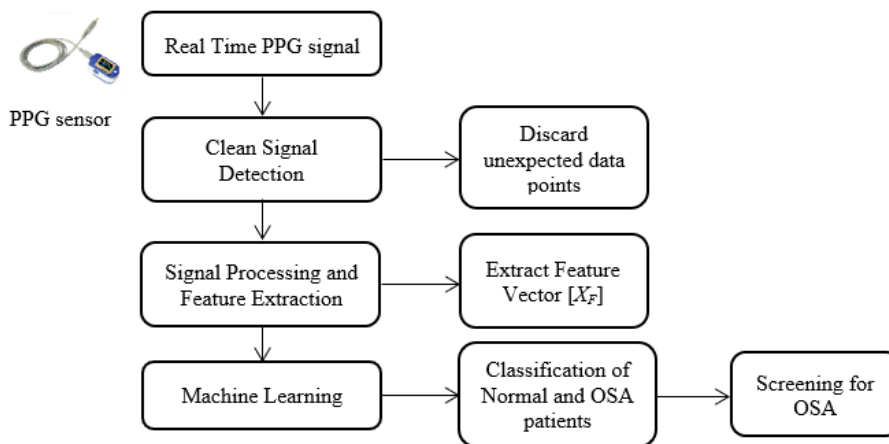 Real Time PPG signal
PPG sensor
Clean Signal
Detection
Discard
unexpected data
points
Signal Processing and
Feature Extraction
Extract Feature
Vector [X_F]
Machine Learning
Classification of
Normal and OSA
patients
Screening for
OSA